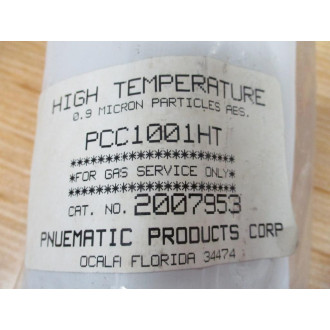 HIGH TEMPERATURE
0.9 MICRON PARTICLES ABS.
PCC1001HT
********************
*FOR GAS SERVICE ONLY*
********************
CAT. NO. 2007953
PNUEMATIC PRODUCTS CORP
OCALA FLORIDA 34474